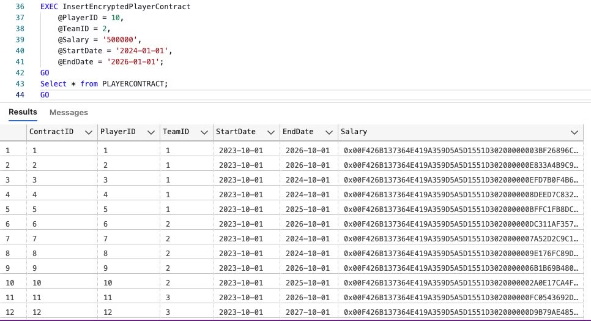 36 EXEC InsertEncryptedPlayerContract
37 @PlayerID = 10,
38 @TeamID = 2,
39 @Salary = '500000',
40 @StartDate = '2024-01-01',
41 @EndDate = '2026-01-01';
42 GO
43 Select * from PLAYERCONTRACT;
44 GO
Results Messages
ContractID PlayerID TeamID StartDate EndDate Salary
1 1 1 1 2023-10-01 2026-10-01 0x00F426B137364E419A359D5A5D1551D3020000003BF26896C…
2 2 2 1 2023-10-01 2026-10-01 0x00F426B137364E419A359D5A5D1551D302000000E833A4B9C9…
3 3 3 1 2023-10-01 2024-10-01 0x00F426B137364E419A359D5A5D1551D302000000EFD7B0F4B6…
4 4 4 1 2023-10-01 2024-10-01 0x00F426B137364E419A359D5A5D1551D3020000008DEED7C832…
5 5 5 1 2023-10-01 2025-10-01 0x00F426B137364E419A359D5A5D1551D302000000BFFC1FB8DC…
6 6 6 2 2023-10-01 2026-10-01 0x00F426B137364E419A359D5A5D1551D302000000DC311AF357…
7 7 7 2 2023-10-01 2024-10-01 0x00F426B137364E419A359D5A5D1551D3020000007A52D2C9C1…
8 8 8 2 2023-10-01 2024-10-01 0x00F426B137364E419A359D5A5D1551D3020000009E176FC89D…
9 9 9 2 2023-10-01 2026-10-01 0x00F426B137364E419A359D5A5D1551D3020000006B1B69B480…
10 10 10 2 2023-10-01 2025-10-01 0x00F426B137364E419A359D5A5D1551D3020000002A0E17CA4F…
11 11 11 3 2023-10-01 2026-10-01 0x00F426B137364E419A359D5A5D1551D302000000FC0543692D…
12 12 12 3 2023-10-01 2027-10-01 0x00F426B137364E419A359D5A5D1551D302000000D9B79AE485…